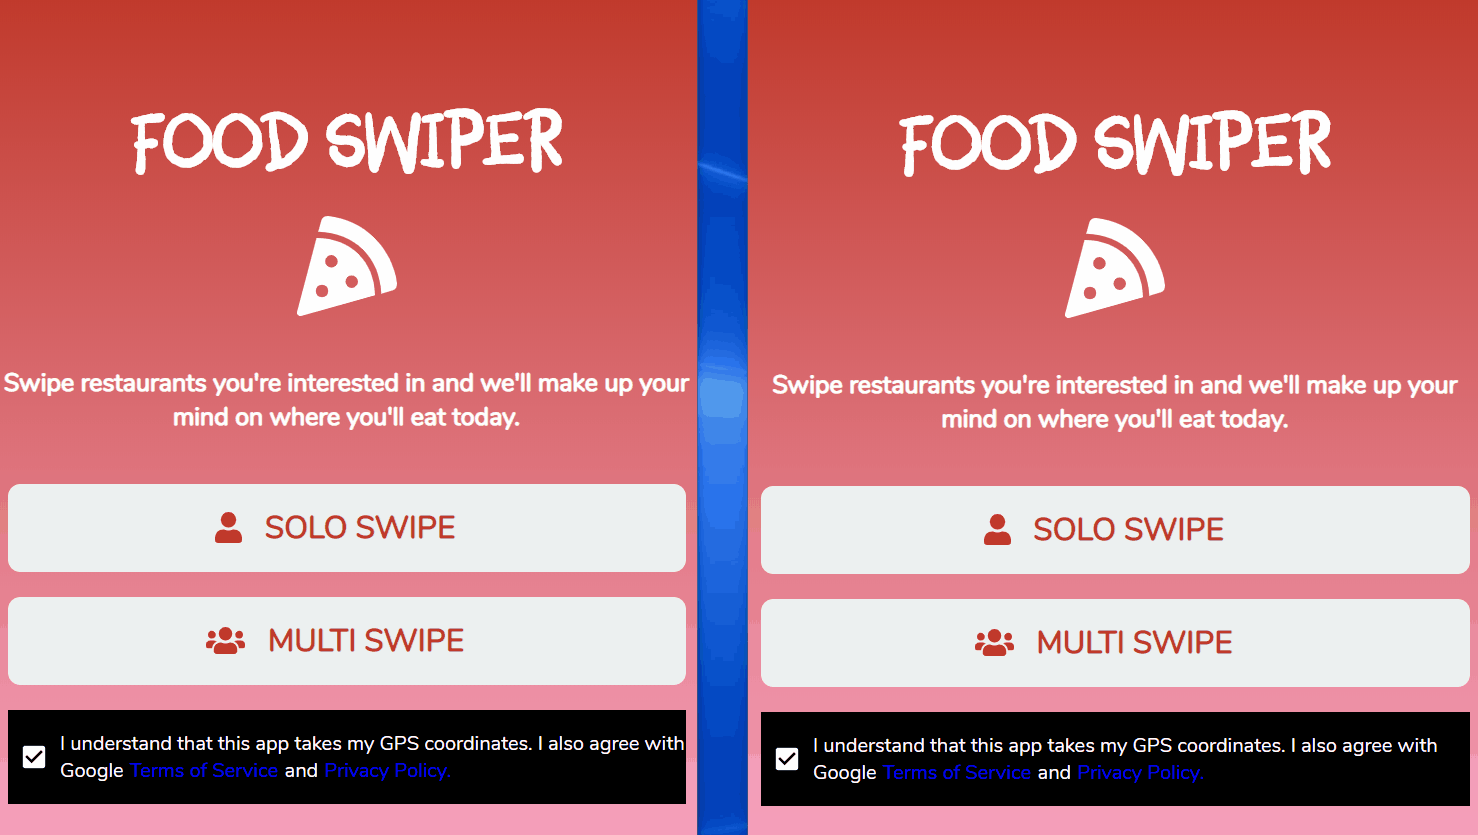 FOOD SWIPER
Swipe restaurants you're interested in and we'll make up your
mind on where you'll eat today.
SOLO SWIPE
MULTI SWIPE
I understand that this app takes my GPS coordinates. I also agree with
Google Terms of Service and Privacy Policy.
FOOD SWIPER
Swipe restaurants you're interested in and we'll make up your
mind on where you'll eat today.
SOLO SWIPE
MULTI SWIPE
I understand that this app takes my GPS coordinates. I also agree with
Google Terms of Service and Privacy Policy.